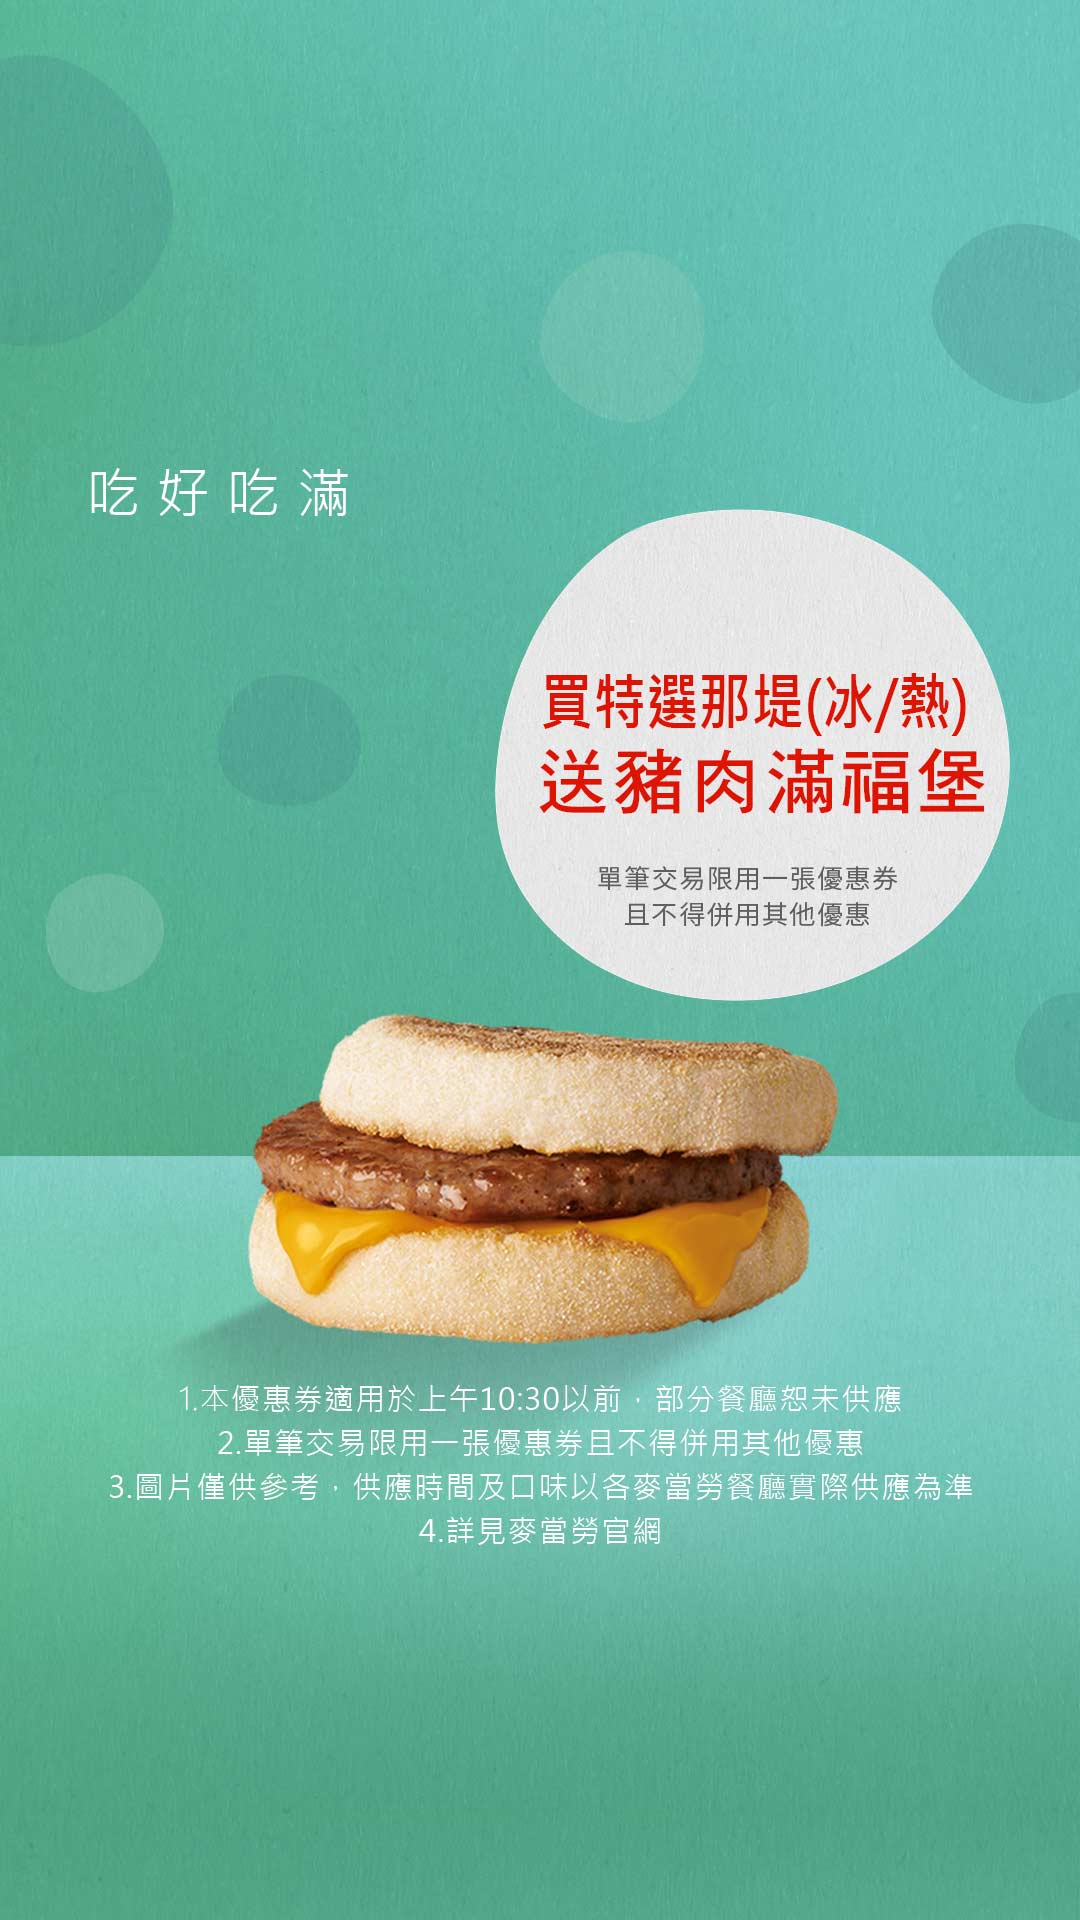 吃好吃滿
買特選那堤(冰/熱)
送豬肉滿福堡
單筆交易限用一張優惠券
且不得併用其他優惠
1.本優惠券適用於上午10:30以前，部分餐廳恕未供應
2.單筆交易限用一張優惠券且不得併用其他優惠
3.圖片僅供參考，供應時間及口味以各麥當勞餐廳實際供應為準
4.詳見麥當勞官網